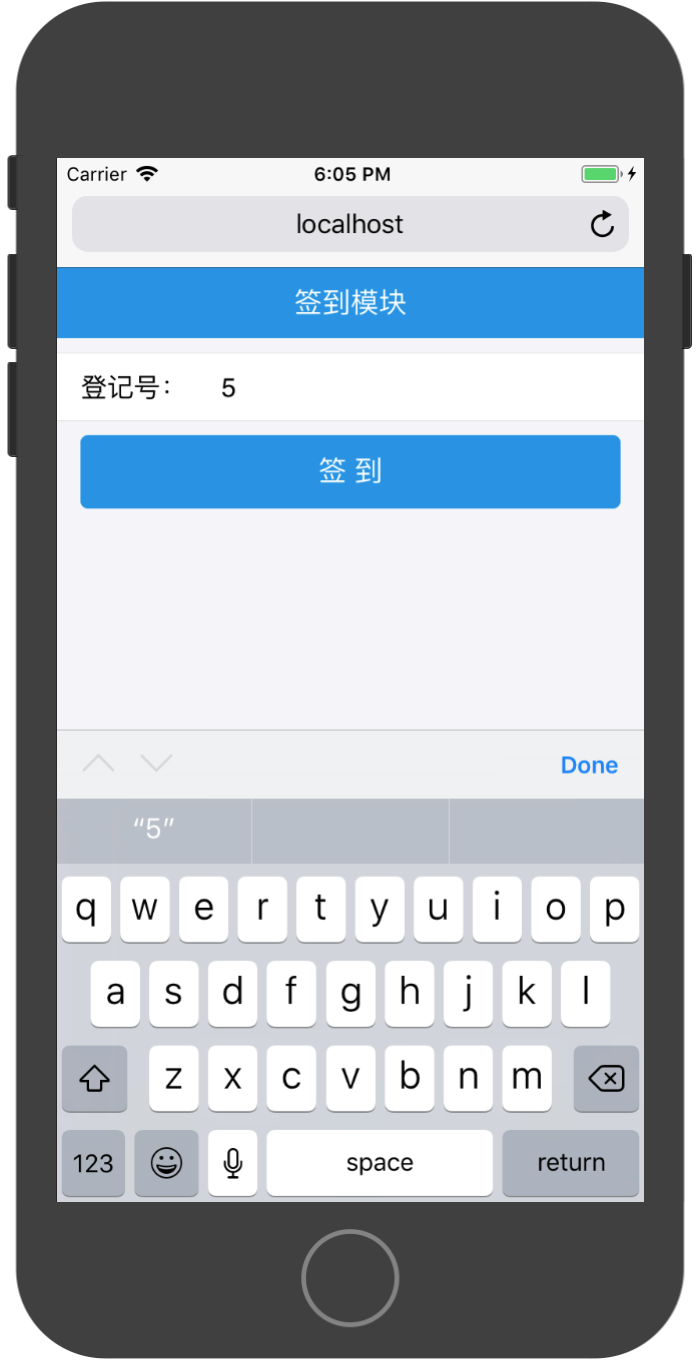 Carrier 6:05 PM
localhost
签到模块
登记号： 5
签 到
Done
“5”
q w e r t y u i o p
a s d f g h j k l
z x c v b n m
123 space return